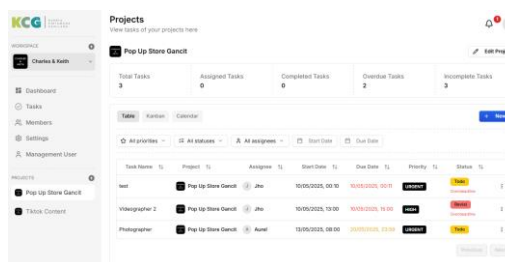 KCG
Projects
View tasks of your projects here
WORKSPACE
Charles & Keith
Pop Up Store Gancit
Edit Proj
Total Tasks
3
Assigned Tasks
0
Completed Tasks
0
Overdue Tasks
2
Incomplete Tasks
3
Dashboard
Tasks
Members
Settings
Management User
PROJECTS
Pop Up Store Gancit
Tiktok Content
Table Kanban Calendar
New
All priorities All statuses All assignees Start Date Due Date
Task Name Project Assignee Start Date Due Date Priority Status
test Pop Up Store Gancit J Jho 10/05/2025, 00:10 10/05/2025, 00:11 URGENT Todo
Videographer 2 Pop Up Store Gancit J Jho 10/05/2025, 13:00 10/05/2025, 15:00 HIGH
Photographer Pop Up Store Gancit A Aurel 13/05/2025, 08:00 URGENT Todo
Previous